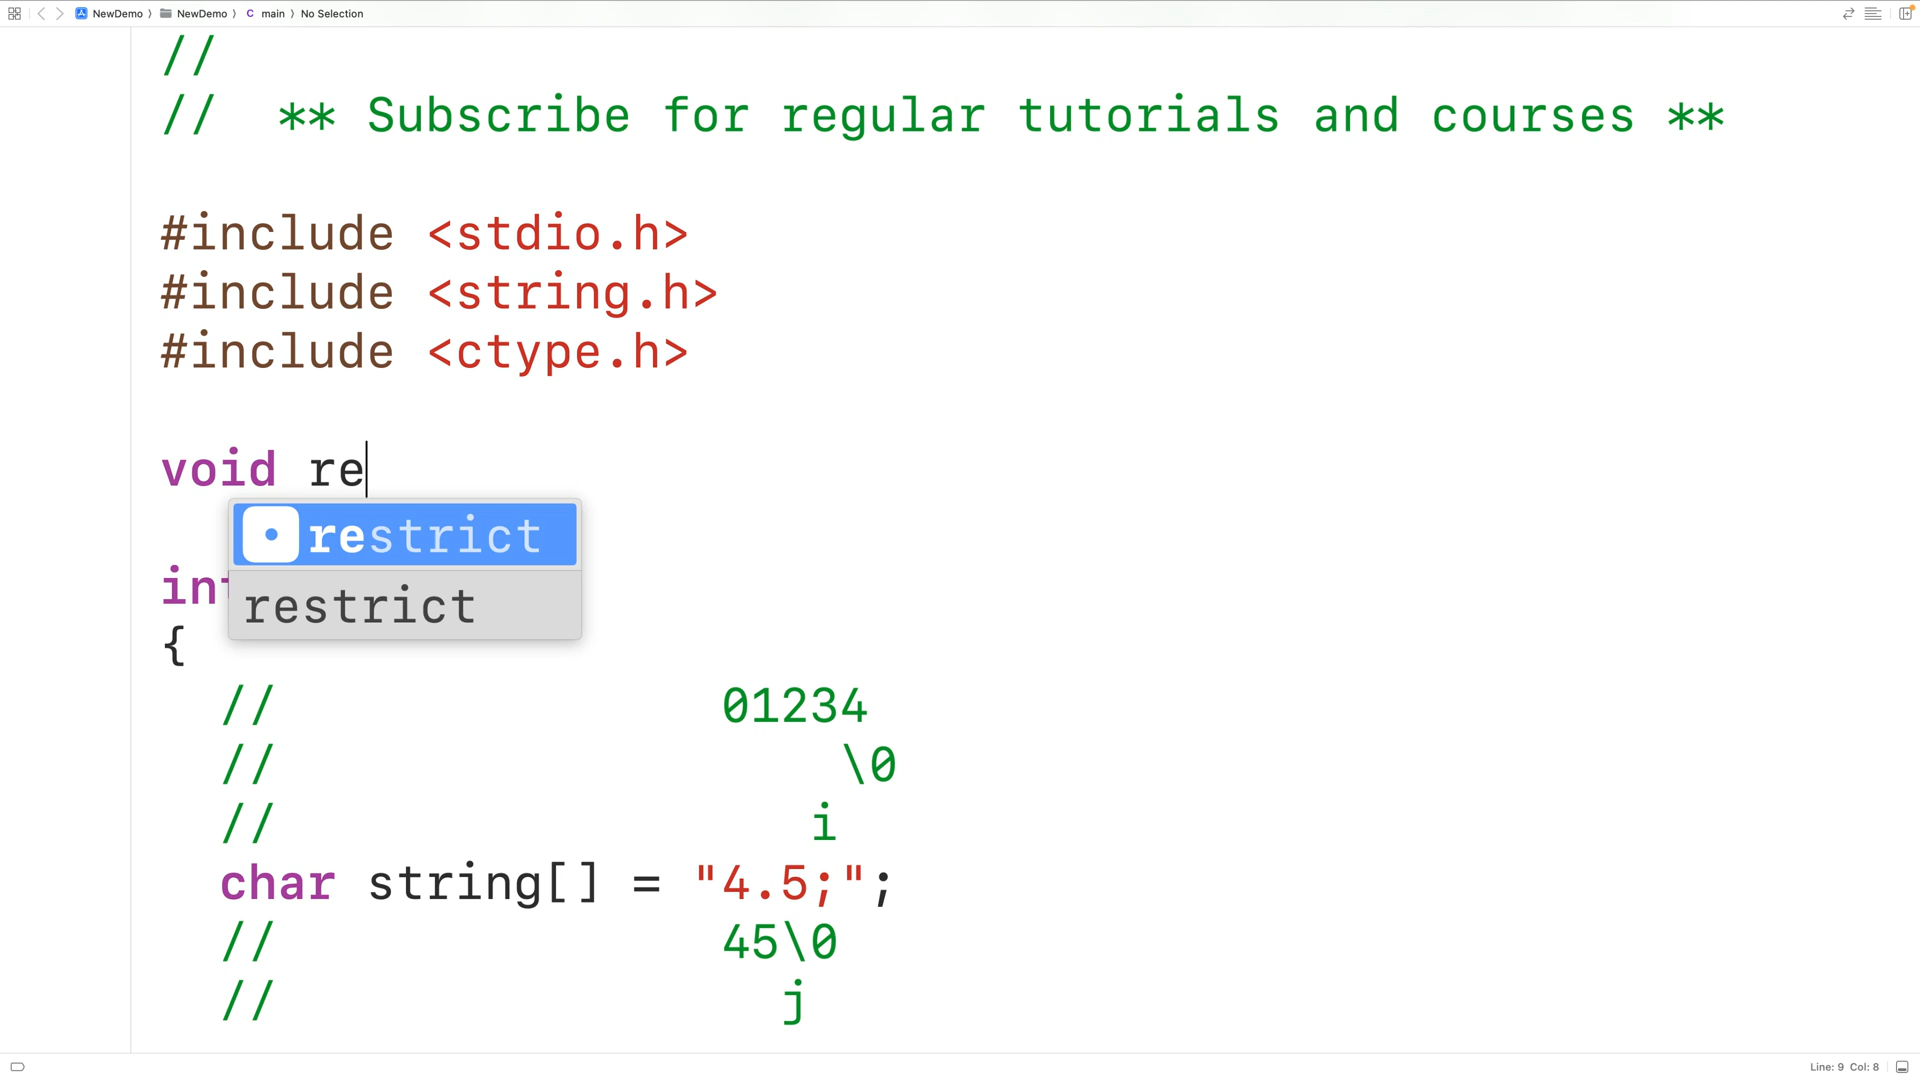 NewDemo 〉 NewDemo 〉 C main 〉 No Selection
//
// ** Subscribe for regular tutorials and courses **
#include <stdio.h>
#include <string.h>
#include <ctype.h>
void re
restrict
int
restrict
{
// 01234
// \0
// i
char string[] = "4.5;";
// 45\0
// j
Line: 9 Col: 8